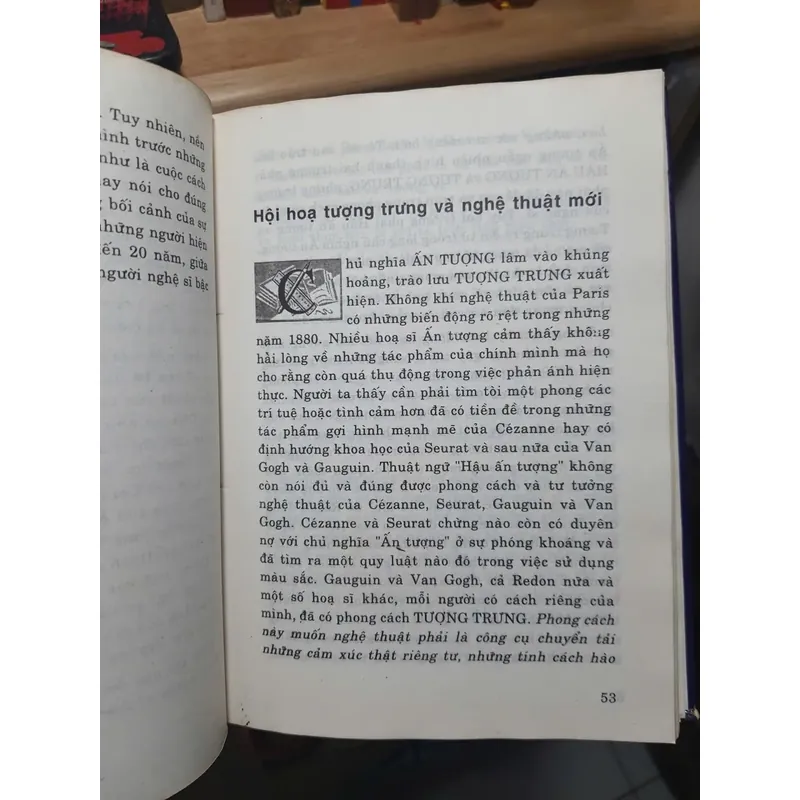 . Tuy nhiên, nền
ình trước những
như là cuộc cách
ay nói cho đúng
g bối cảnh của sự
những người hiện
ến 20 năm, giữa
người nghệ sĩ bậc
Hội hoạ tượng trưng và nghệ thuật mới
Chủ nghĩa ẤN TƯỢNG lâm vào khủng
hoảng, trào lưu TƯỢNG TRƯNG xuất
hiện. Không khí nghệ thuật của Paris
có những biến động rõ rệt trong những
năm 1880. Nhiều hoạ sĩ Ấn tượng cảm thấy không
hải lòng về những tác phẩm của chính mình mà họ
cho rằng còn quá thụ động trong việc phản ánh hiện
thực. Người ta thấy cần phải tìm tòi một phong các
trí tuệ hoặc tình cảm hơn đã có tiền đề trong những
tác phẩm gợi hình mạnh mẽ của Cézanne hay có
định hướng khoa học của Seurat và sau nữa của Van
Gogh và Gauguin. Thuật ngữ "Hậu ấn tượng" không
còn nói đủ và đúng được phong cách và tư tưởng
nghệ thuật của Cézanne, Seurat, Gauguin và Van
Gogh. Cézanne và Seurat chừng nào còn có duyên
nợ với chủ nghĩa "Ấn tượng" ở sự phóng khoáng và
đã tìm ra một quy luật nào đó trong việc sử dụng
màu sắc. Gauguin và Van Gogh, cả Redon nữa và
một số hoạ sĩ khác, mỗi người có cách riêng của
mình, đã có phong cách TƯỢNG TRƯNG. Phong cách
này muốn nghệ thuật phải là công cụ chuyển tải
những cảm xúc thật riêng tư, những tính cách hào
53